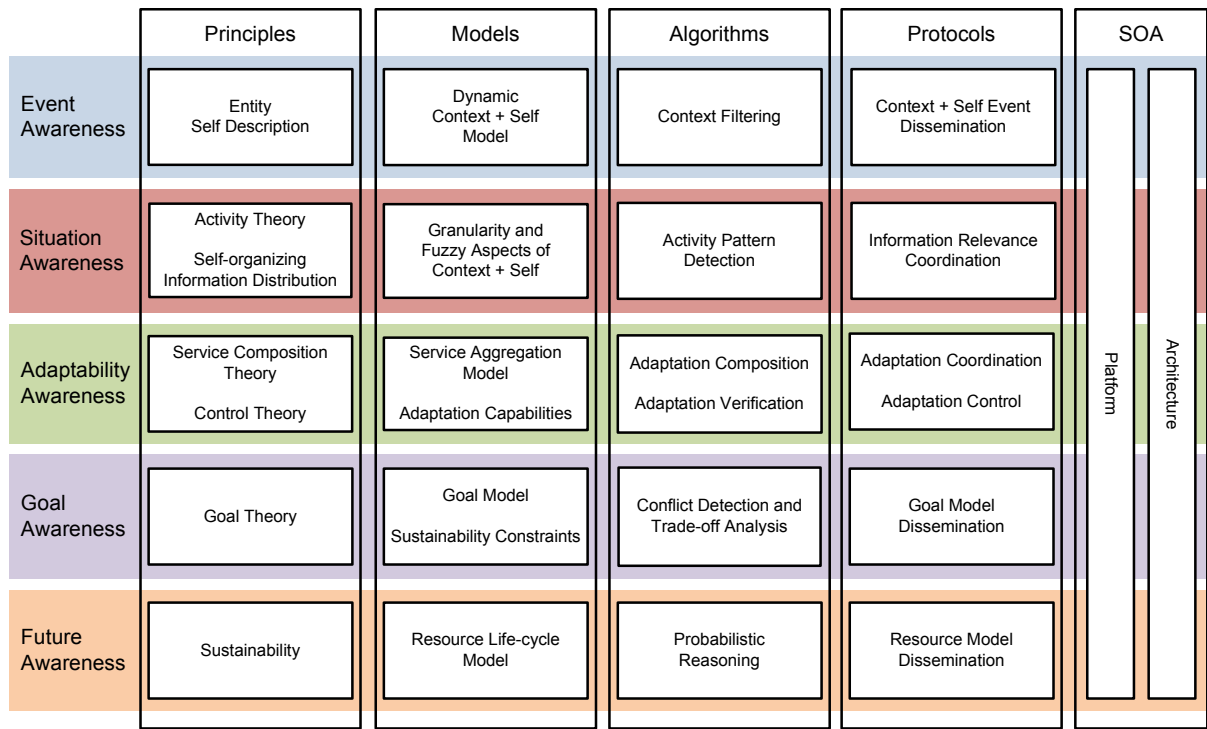 Principles
Models
Algorithms
Protocols
SOA
Event
Awareness
Entity
Self Description
Dynamic
Context + Self
Model
Context Filtering
Context + Self Event
Dissemination
Situation
Awareness
Activity Theory
Self-organizing
Information Distribution
Granularity and
Fuzzy Aspects of
Context + Self
Activity Pattern
Detection
Information Relevance
Coordination
Adaptability
Awareness
Service Composition
Theory
Control Theory
Service Aggregation
Model
Adaptation Capabilities
Adaptation Composition
Adaptation Verification
Adaptation Coordination
Adaptation Control
Goal
Awareness
Goal Theory
Goal Model
Sustainability Constraints
Conflict Detection and
Trade-off Analysis
Goal Model
Dissemination
Future
Awareness
Sustainability
Resource Life-cycle
Model
Probabilistic
Reasoning
Resource Model
Dissemination
Platform
Architecture